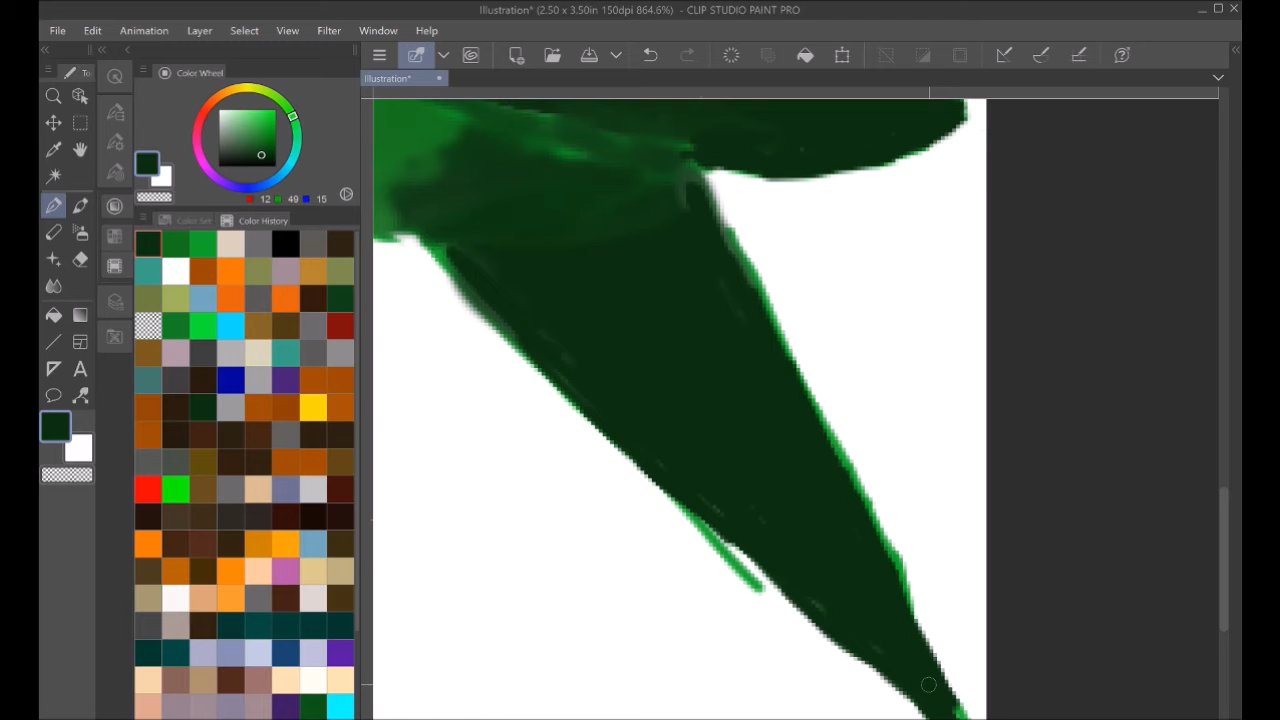 Illustration* (2.50 x 3.50in 150dpi 864.6%) - CLIP STUDIO PAINT PRO
File Edit Animation Layer Select View Filter Window Help
To Color Wheel
Illustration*
12 49 15
Color Set Color History